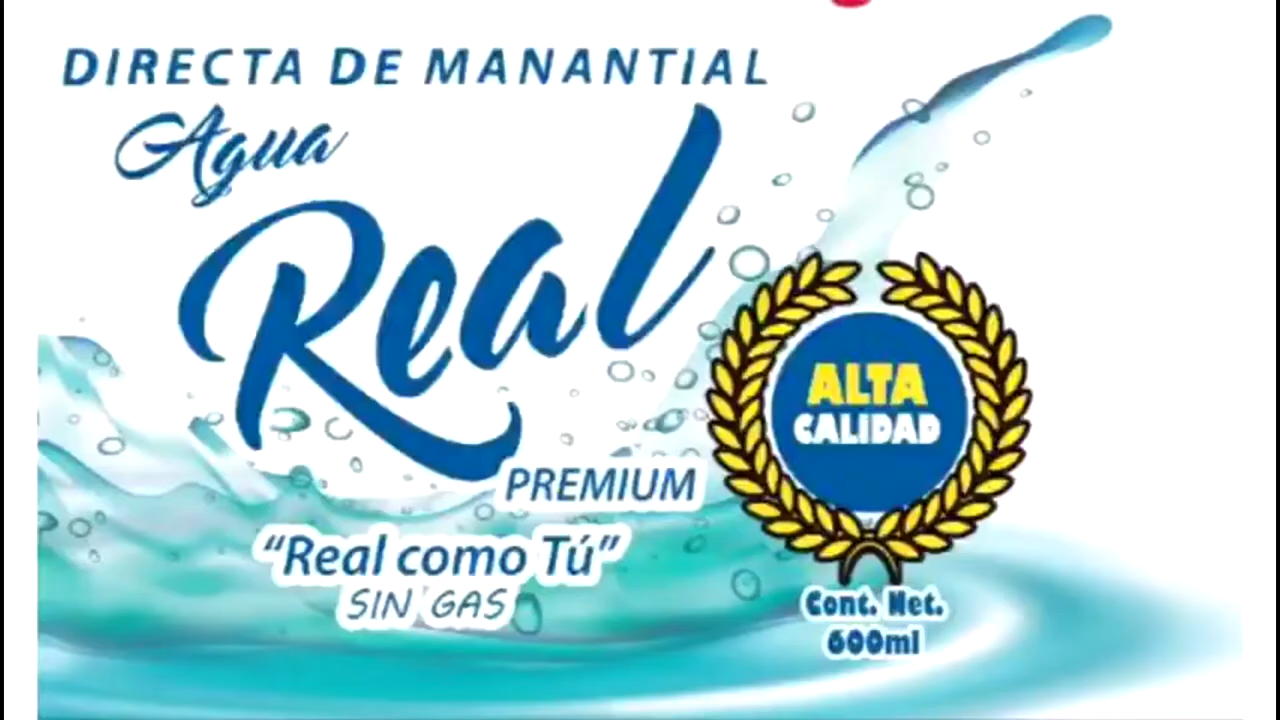 DIRECTA DE MANANTIAL
Agua
Real
PREMIUM
“Real como Tú”
SIN GAS
ALTA
CALIDAD
Cont. Net.
600ml